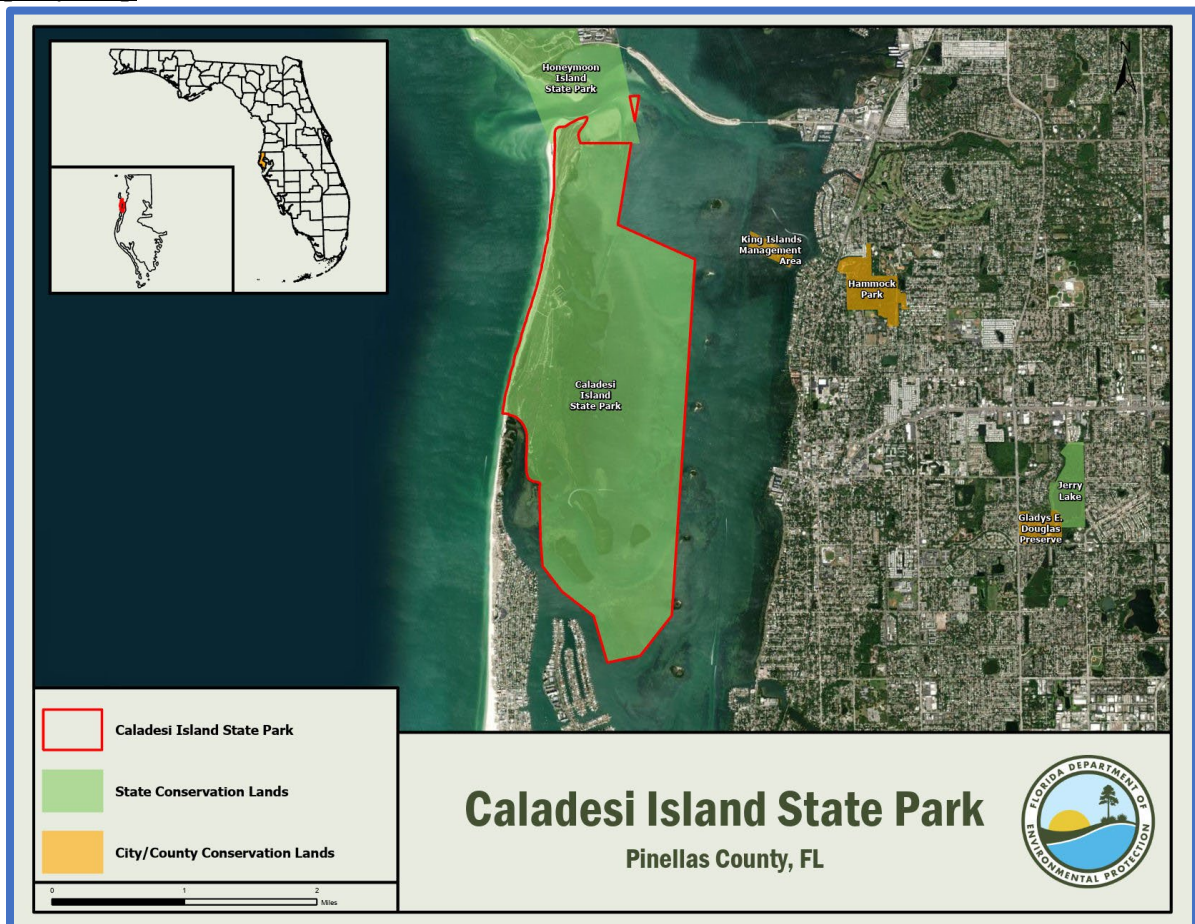 N
Honeymoon
Island
State Park
King Islands
Management
Area
Hammock
Park
Caladesi
Island
State Park
Jerry
Lake
Gladys E.
Douglas
Preserve
Caladesi Island State Park
State Conservation Lands
City/County Conservation Lands
0 1 2
Miles
Caladesi Island State Park
Pinellas County, FL
FLORIDA DEPARTMENT OF
ENVIRONMENTAL PROTECTION